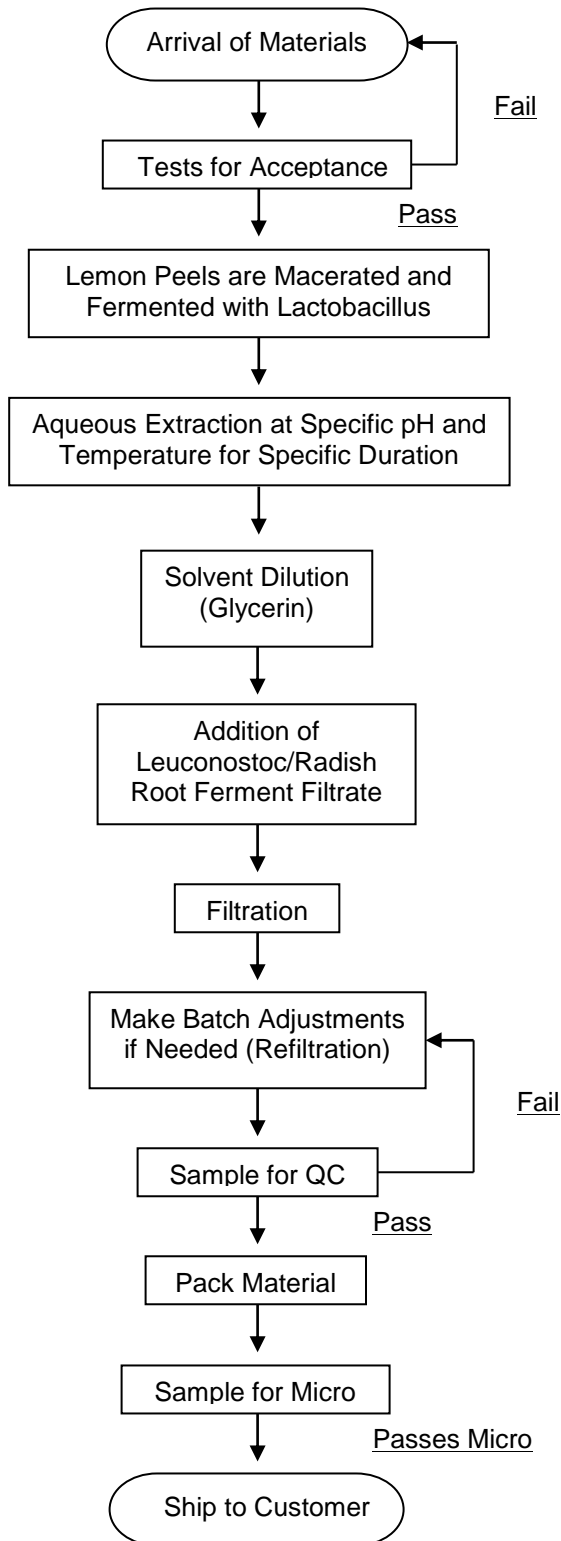 Arrival of Materials
Fail
Tests for Acceptance
Pass
Lemon Peels are Macerated and
Fermented with Lactobacillus
Aqueous Extraction at Specific pH and
Temperature for Specific Duration
Solvent Dilution
(Glycerin)
Addition of
Leuconostoc/Radish
Root Ferment Filtrate
Filtration
Make Batch Adjustments
if Needed (Refiltration)
Fail
Sample for QC
Pass
Pack Material
Sample for Micro
Passes Micro
Ship to Customer